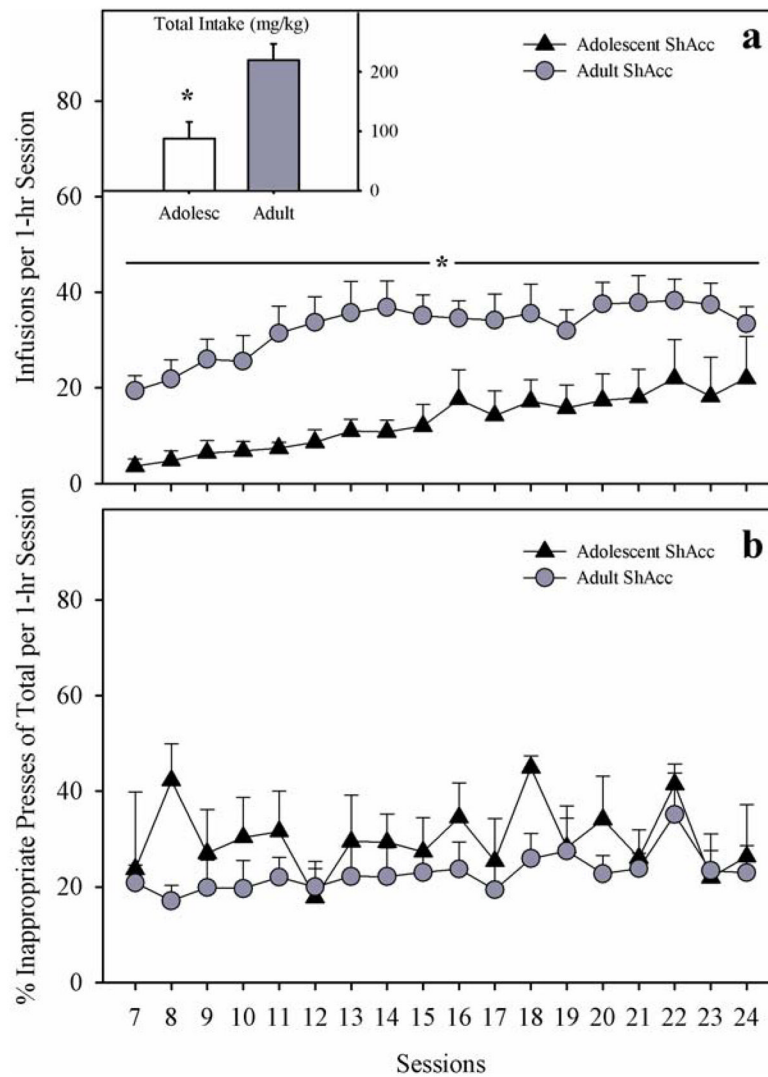 Total Intake (mg/kg)
200
100
0
*
Adolesc Adult
Adolescent ShAcc
Adult ShAcc
a
Infusions per 1-hr Session
80
60
40
20
0
*
Adolescent ShAcc
Adult ShAcc
b
% Inappropriate Presses of Total per 1-hr Session
80
60
40
20
0
7 8 9 10 11 12 13 14 15 16 17 18 19 20 21 22 23 24
Sessions